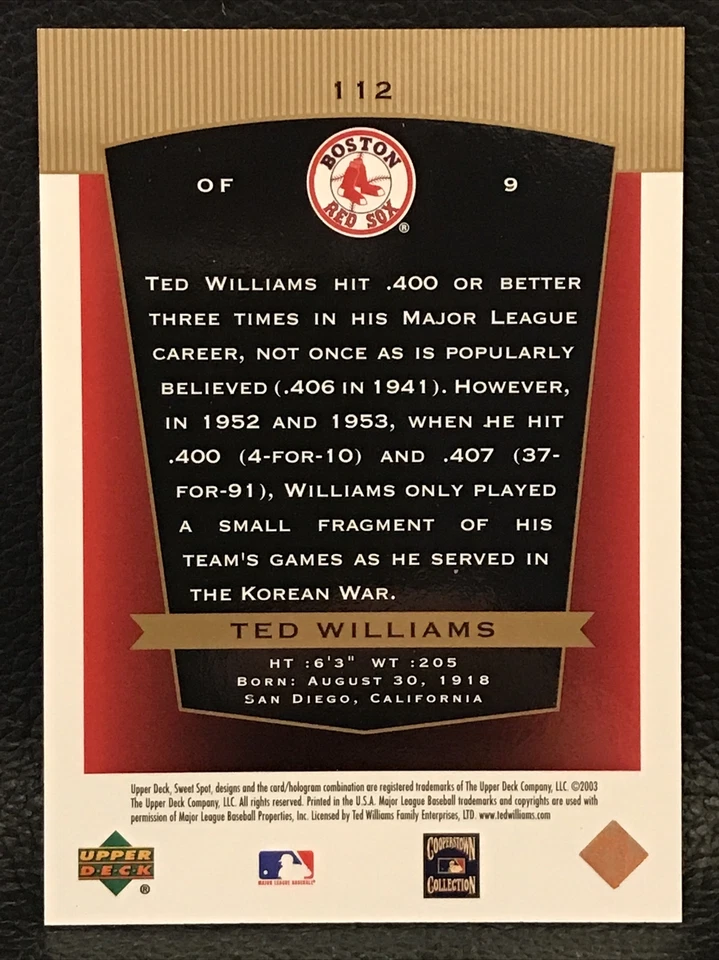 112
OF 9
BOSTON
RED SOX
®
TED WILLIAMS HIT .400 OR BETTER
THREE TIMES IN HIS MAJOR LEAGUE
CAREER, NOT ONCE AS IS POPULARLY
BELIEVED (.406 IN 1941). HOWEVER,
IN 1952 AND 1953, WHEN HE HIT
.400 (4-FOR-10) AND .407 (37-
FOR-91), WILLIAMS ONLY PLAYED
A SMALL FRAGMENT OF HIS
TEAM'S GAMES AS HE SERVED IN
THE KOREAN WAR.
TED WILLIAMS
HT :6'3" WT :205
BORN: AUGUST 30, 1918
SAN DIEGO, CALIFORNIA
Upper Deck, Sweet Spot, designs and the card/hologram combination are registered trademarks of The Upper Deck Company, LLC. ©2003
The Upper Deck Company, LLC. All rights reserved. Printed in the U.S.A. Major League Baseball trademarks and copyrights are used with
permission of Major League Baseball Properties, Inc. Licensed by Ted Williams Family Enterprises, LTD. www.tedwilliams.com
UPPER
DECK
®
MAJOR LEAGUE BASEBALL
COOPERSTOWN
COLLECTION